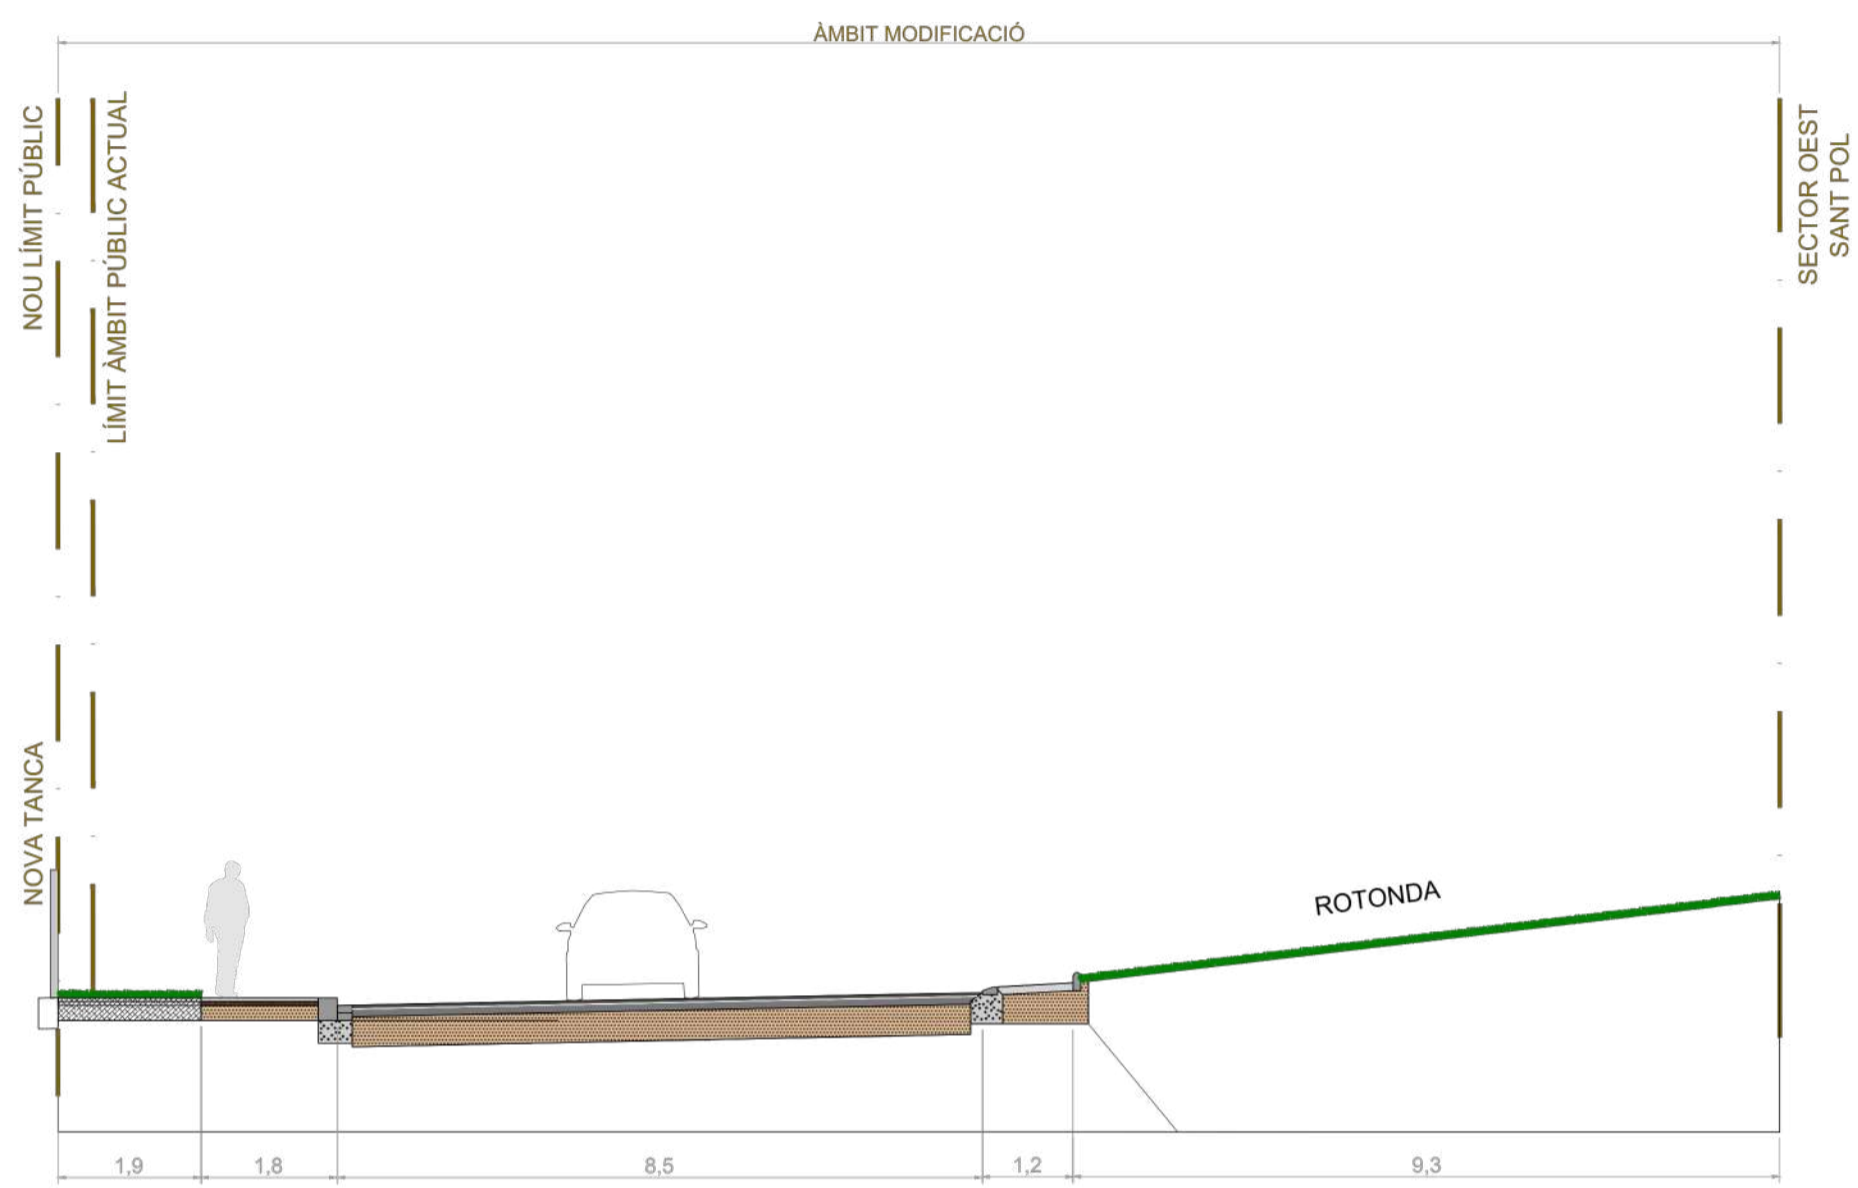 ÀMBIT MODIFICACIÓ
NOU LÍMIT PÚBLIC
LÍMIT ÀMBIT PÚBLIC ACTUAL
SECTOR OEST
SANT POL
NOVA TANCA
ROTONDA
1,9
1,8
8,5
1,2
9,3